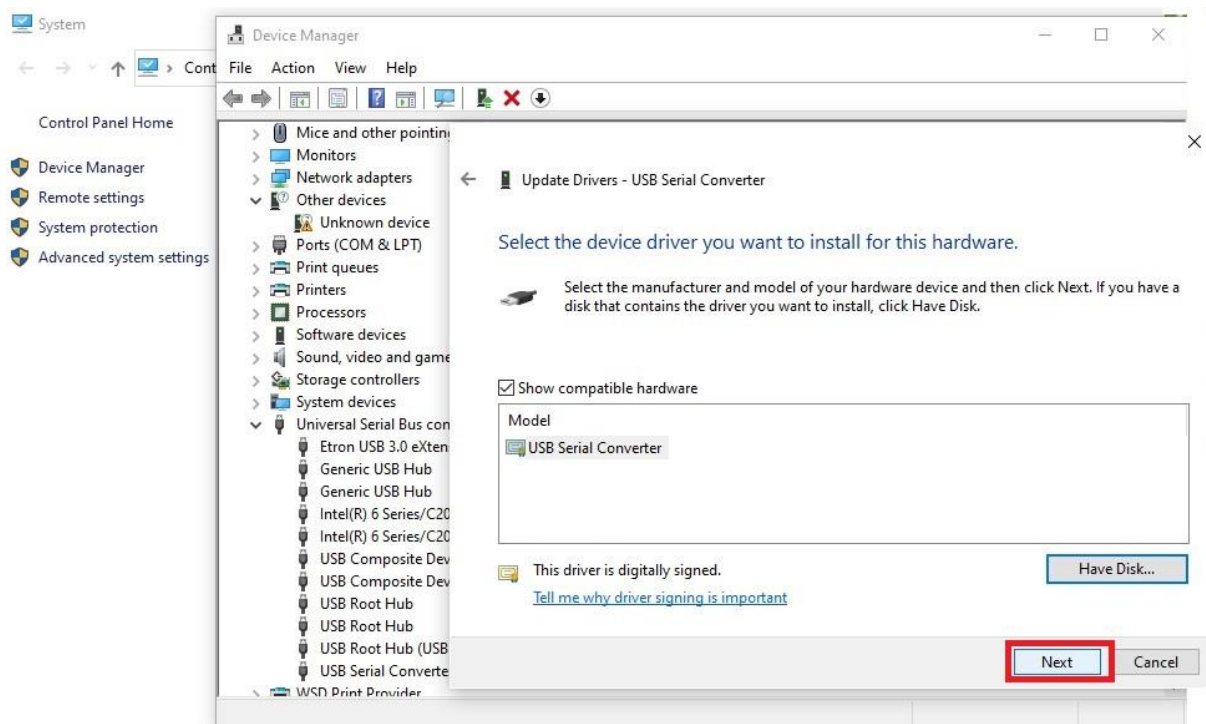 System
Cont
Control Panel Home
Device Manager
Remote settings
System protection
Advanced system settings
Device Manager
File Action View Help
Mice and other pointing
Monitors
Network adapters
Other devices
Unknown device
Ports (COM & LPT)
Print queues
Printers
Processors
Software devices
Sound, video and game
Storage controllers
System devices
Universal Serial Bus con
Etron USB 3.0 eXten
Generic USB Hub
Generic USB Hub
Intel(R) 6 Series/C20
Intel(R) 6 Series/C20
USB Composite Dev
USB Composite Dev
USB Root Hub
USB Root Hub
USB Root Hub (USB
USB Serial Converte
WSD Print Provider
Update Drivers - USB Serial Converter
Select the device driver you want to install for this hardware.
Select the manufacturer and model of your hardware device and then click Next. If you have a
disk that contains the driver you want to install, click Have Disk.
Show compatible hardware
Model
USB Serial Converter
This driver is digitally signed.
Have Disk...
Tell me why driver signing is important
Next Cancel